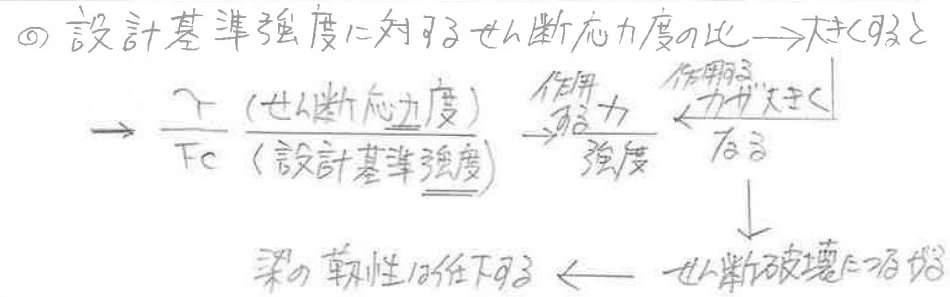 ◎ 設計基準強度に対するせん断応力度の比 → 大きくすると
→ τ/Fc (せん断応力度)/(設計基準強度) → 作用する力/強度 ← 作用する力が大きくなる
↓
梁の靭性は低下する ← せん断破壊につながる